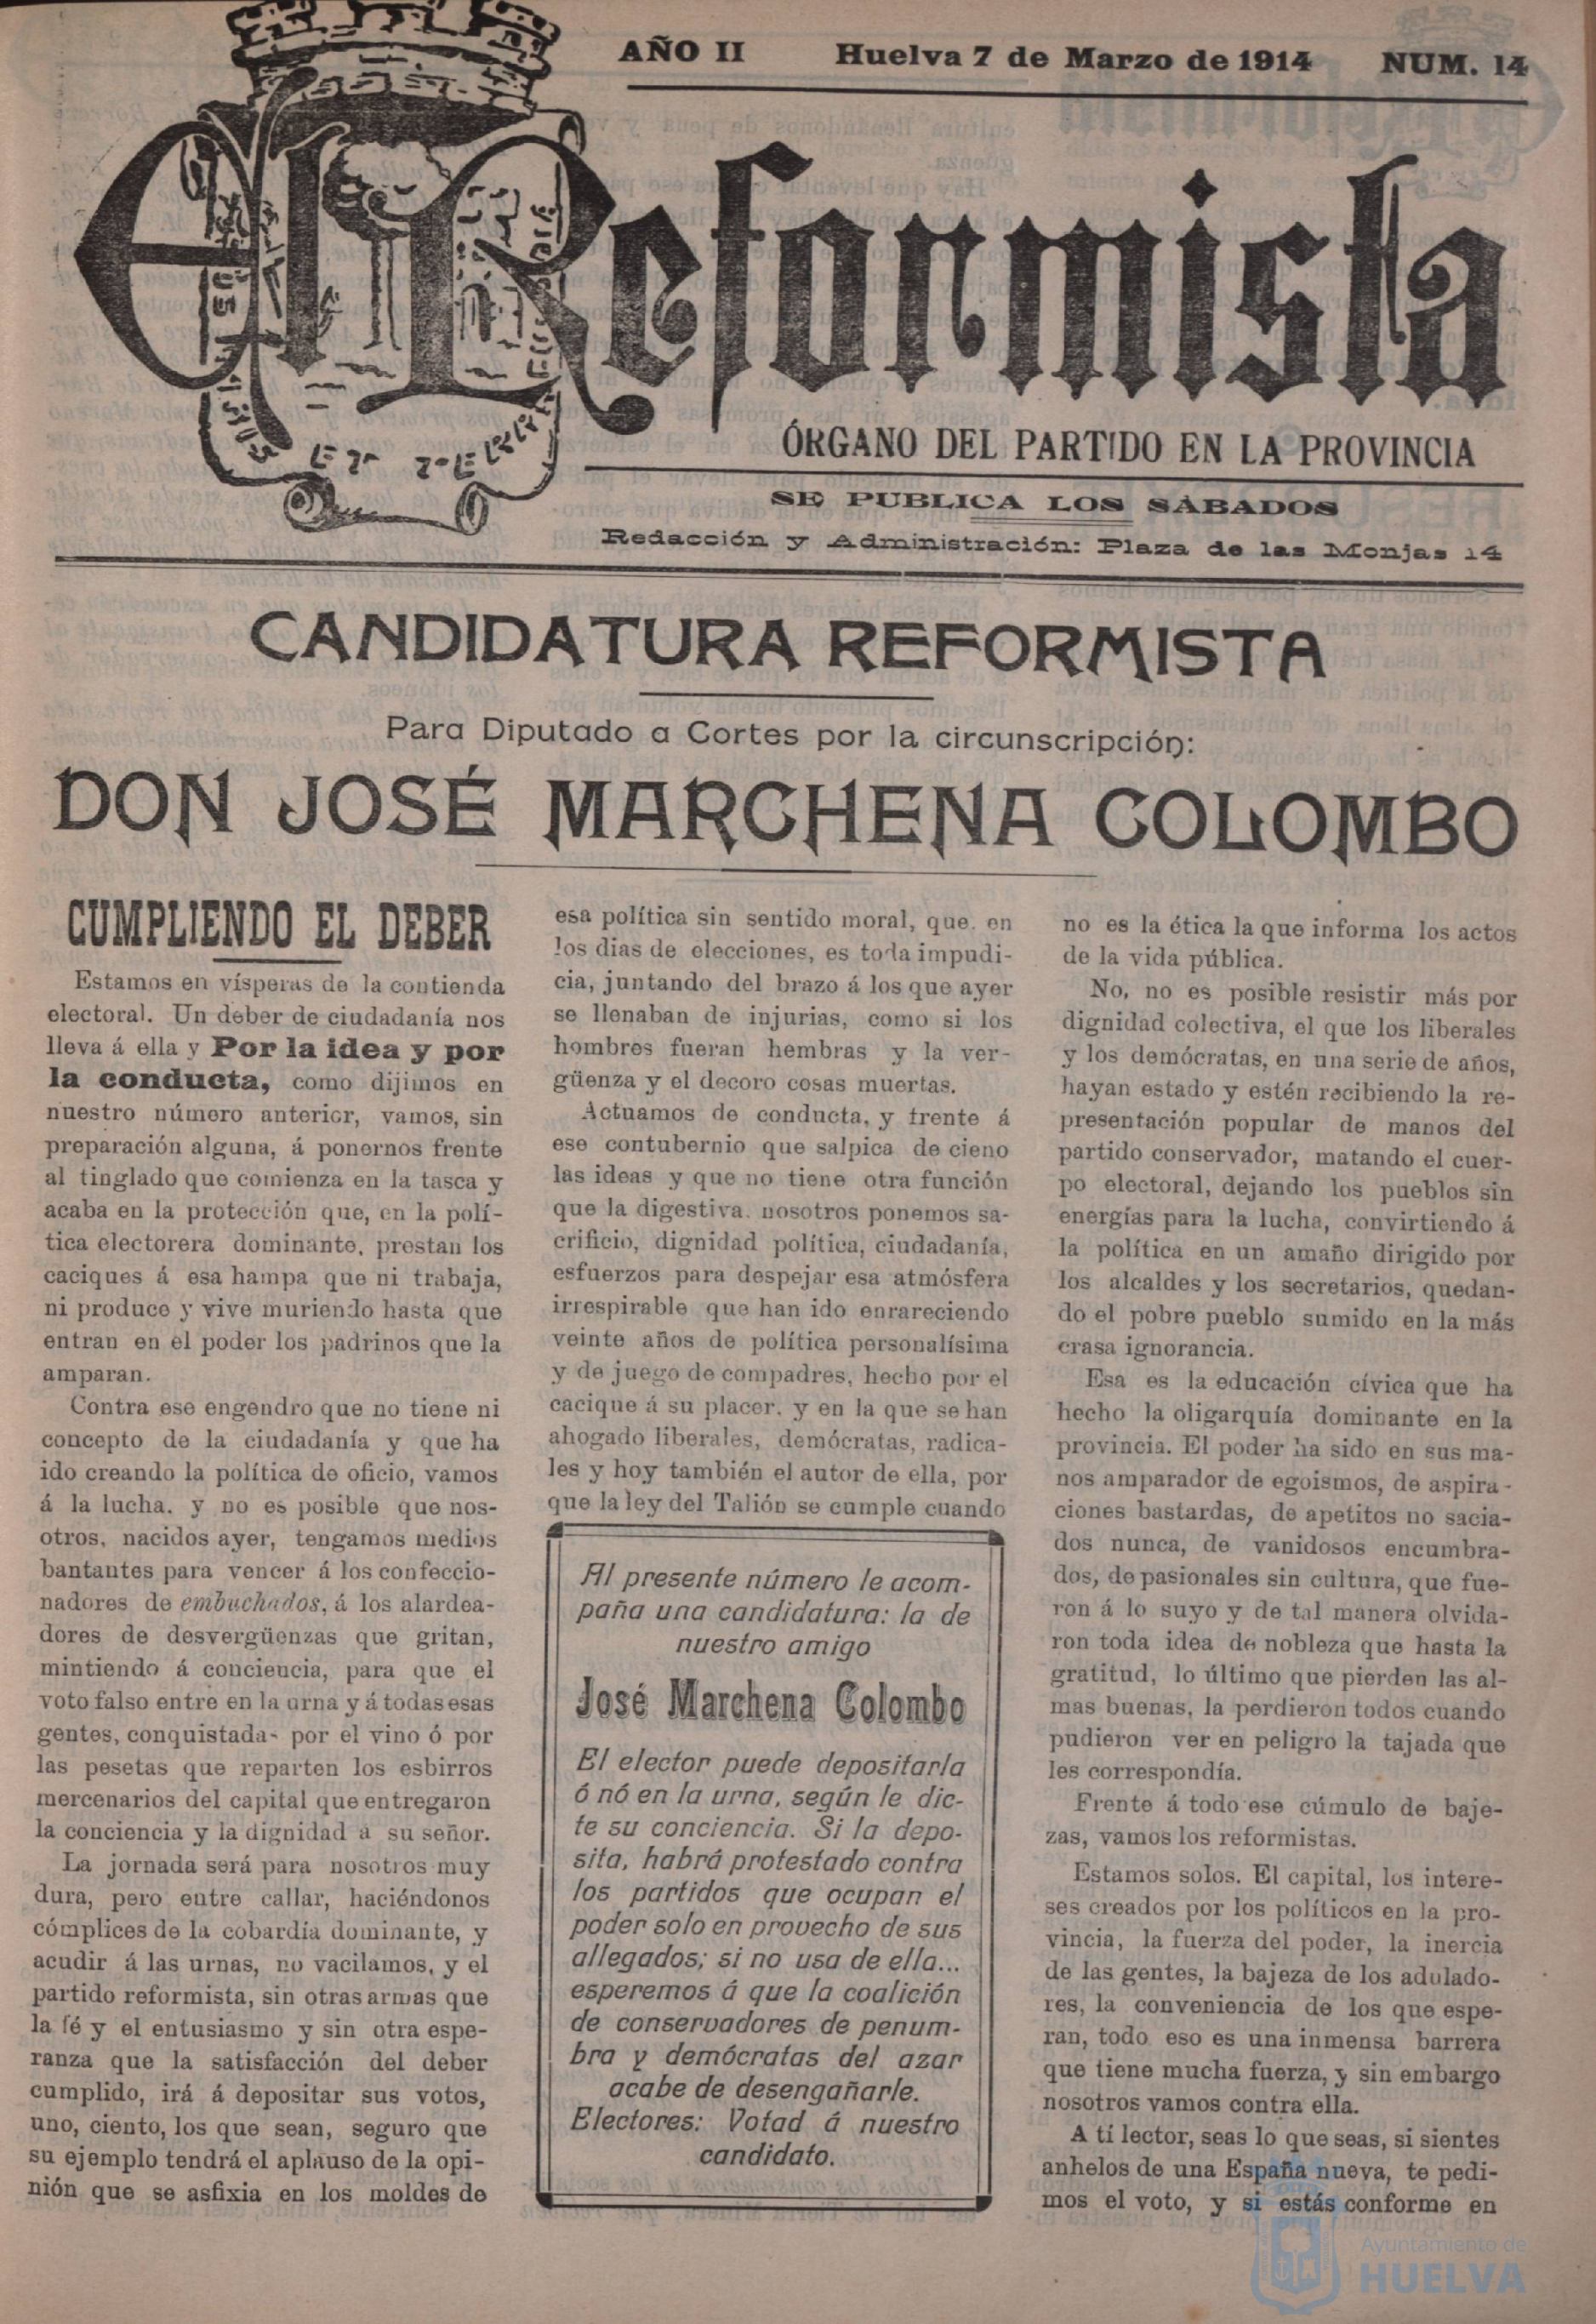 AÑO II Huelva 7 de Marzo de 1914 NUM. 14
El Reformista
ÓRGANO DEL PARTIDO EN LA PROVINCIA
SE PUBLICA LOS SÁBADOS
Redacción y Administración: Plaza de las Monjas 14
CANDIDATURA REFORMISTA
Para Diputado a Cortes por la circunscripción:
DON JOSÉ MARCHENA COLOMBO
CUMPLIENDO EL DEBER
Estamos en vísperas de la contienda
electoral. Un deber de ciudadanía nos
lleva á ella y Por la idea y por
la conducta, como dijimos en
nuestro número anterior, vamos, sin
preparación alguna, á ponernos frente
al tinglado que comienza en la tasca y
acaba en la protección que, en la polí-
tica electorera dominante, prestan los
caciques á esa hampa que ni trabaja,
ni produce y vive muriendo hasta que
entran en el poder los padrinos que la
amparan.
Contra ese engendro que no tiene ni
concepto de la ciudadanía y que ha
ido creando la política de oficio, vamos
á la lucha. y no es posible que nos-
otros, nacidos ayer, tengamos medios
bantantes para vencer á los confeccio-
nadores de embuchados, á los alardea-
dores de desvergüenzas que gritan,
mintiendo á conciencia, para que el
voto falso entre en la urna y á todas esas
gentes, conquistadas por el vino ó por
las pesetas que reparten los esbirros
mercenarios del capital que entregaron
la conciencia y la dignidad a su señor.
La jornada será para nosotros muy
dura, pero entre callar, haciéndonos
cómplices de la cobardía dominante, y
acudir á las urnas, no vacilamos, y el
partido reformista, sin otras armas que
la fé y el entusiasmo y sin otra espe-
ranza que la satisfacción del deber
cumplido, irá á depositar sus votos,
uno, ciento, los que sean, seguro que
su ejemplo tendrá el aplauso de la opi-
nión que se asfixia en los moldes de
esa política sin sentido moral, que. en
los dias de elecciones, es toda impudi-
cia, juntando del brazo á los que ayer
se llenaban de injurias, como si los
hombres fueran hembras y la ver-
güenza y el decoro cosas muertas.
Actuamos de conducta, y frente á
ese contubernio que salpica de cieno
las ideas y que no tiene otra función
que la digestiva. nosotros ponemos sa-
crificio, dignidad política, ciudadanía,
esfuerzos para despejar esa atmósfera
irrespirable que han ido enrareciendo
veinte años de política personalísima
y de juego de compadres, hecho por el
cacique á su placer. y en la que se han
ahogado liberales, demócratas, radica-
les y hoy también el autor de ella, por
que la ley del Talión se cumple cuando
Al presente número le acom-
paña una candidatura: la de
nuestro amigo
José Marchena Colombo
El elector puede depositarla
ó nó en la urna, según le dic-
te su conciencia. Si la depo-
sita, habrá protestado contra
los partidos que ocupan el
poder solo en provecho de sus
allegados; si no usa de ella...
esperemos á que la coalición
de conservadores de penum-
bra y demócratas del azar
acabe de desengañarle.
Electores: Votad á nuestro
candidato.
no es la ética la que informa los actos
de la vida pública.
No, no es posible resistir más por
dignidad colectiva, el que los liberales
y los demócratas, en una serie de años,
hayan estado y estén recibiendo la re-
presentación popular de manos del
partido conservador, matando el cuer-
po electoral, dejando los pueblos sin
energías para la lucha, convirtiendo á
la política en un amaño dirigido por
los alcaldes y los secretarios, quedan-
do el pobre pueblo sumido en la más
crasa ignorancia.
Esa es la educación cívica que ha
hecho la oligarquía dominante en la
provincia. El poder ha sido en sus ma-
nos amparador de egoismos, de aspira-
ciones bastardas, de apetitos no sacia-
dos nunca, de vanidosos encumbra-
dos, de pasionales sin cultura, que fue-
ron á lo suyo y de tal manera olvida-
ron toda idea de nobleza que hasta la
gratitud, lo último que pierden las al-
mas buenas, la perdieron todos cuando
pudieron ver en peligro la tajada que
les correspondía.
Frente á todo ese cúmulo de baje-
zas, vamos los reformistas.
Estamos solos. El capital, los intere-
ses creados por los políticos en la pro-
vincia, la fuerza del poder, la inercia
de las gentes, la bajeza de los adulado-
res, la conveniencia de los que espe-
ran, todo eso es una inmensa barrera
que tiene mucha fuerza, y sin embargo
nosotros vamos contra ella.
A tí lector, seas lo que seas, si sientes
anhelos de una España nueva, te pedi-
mos el voto, y si estás conforme en
Ayuntamiento de
HUELVA